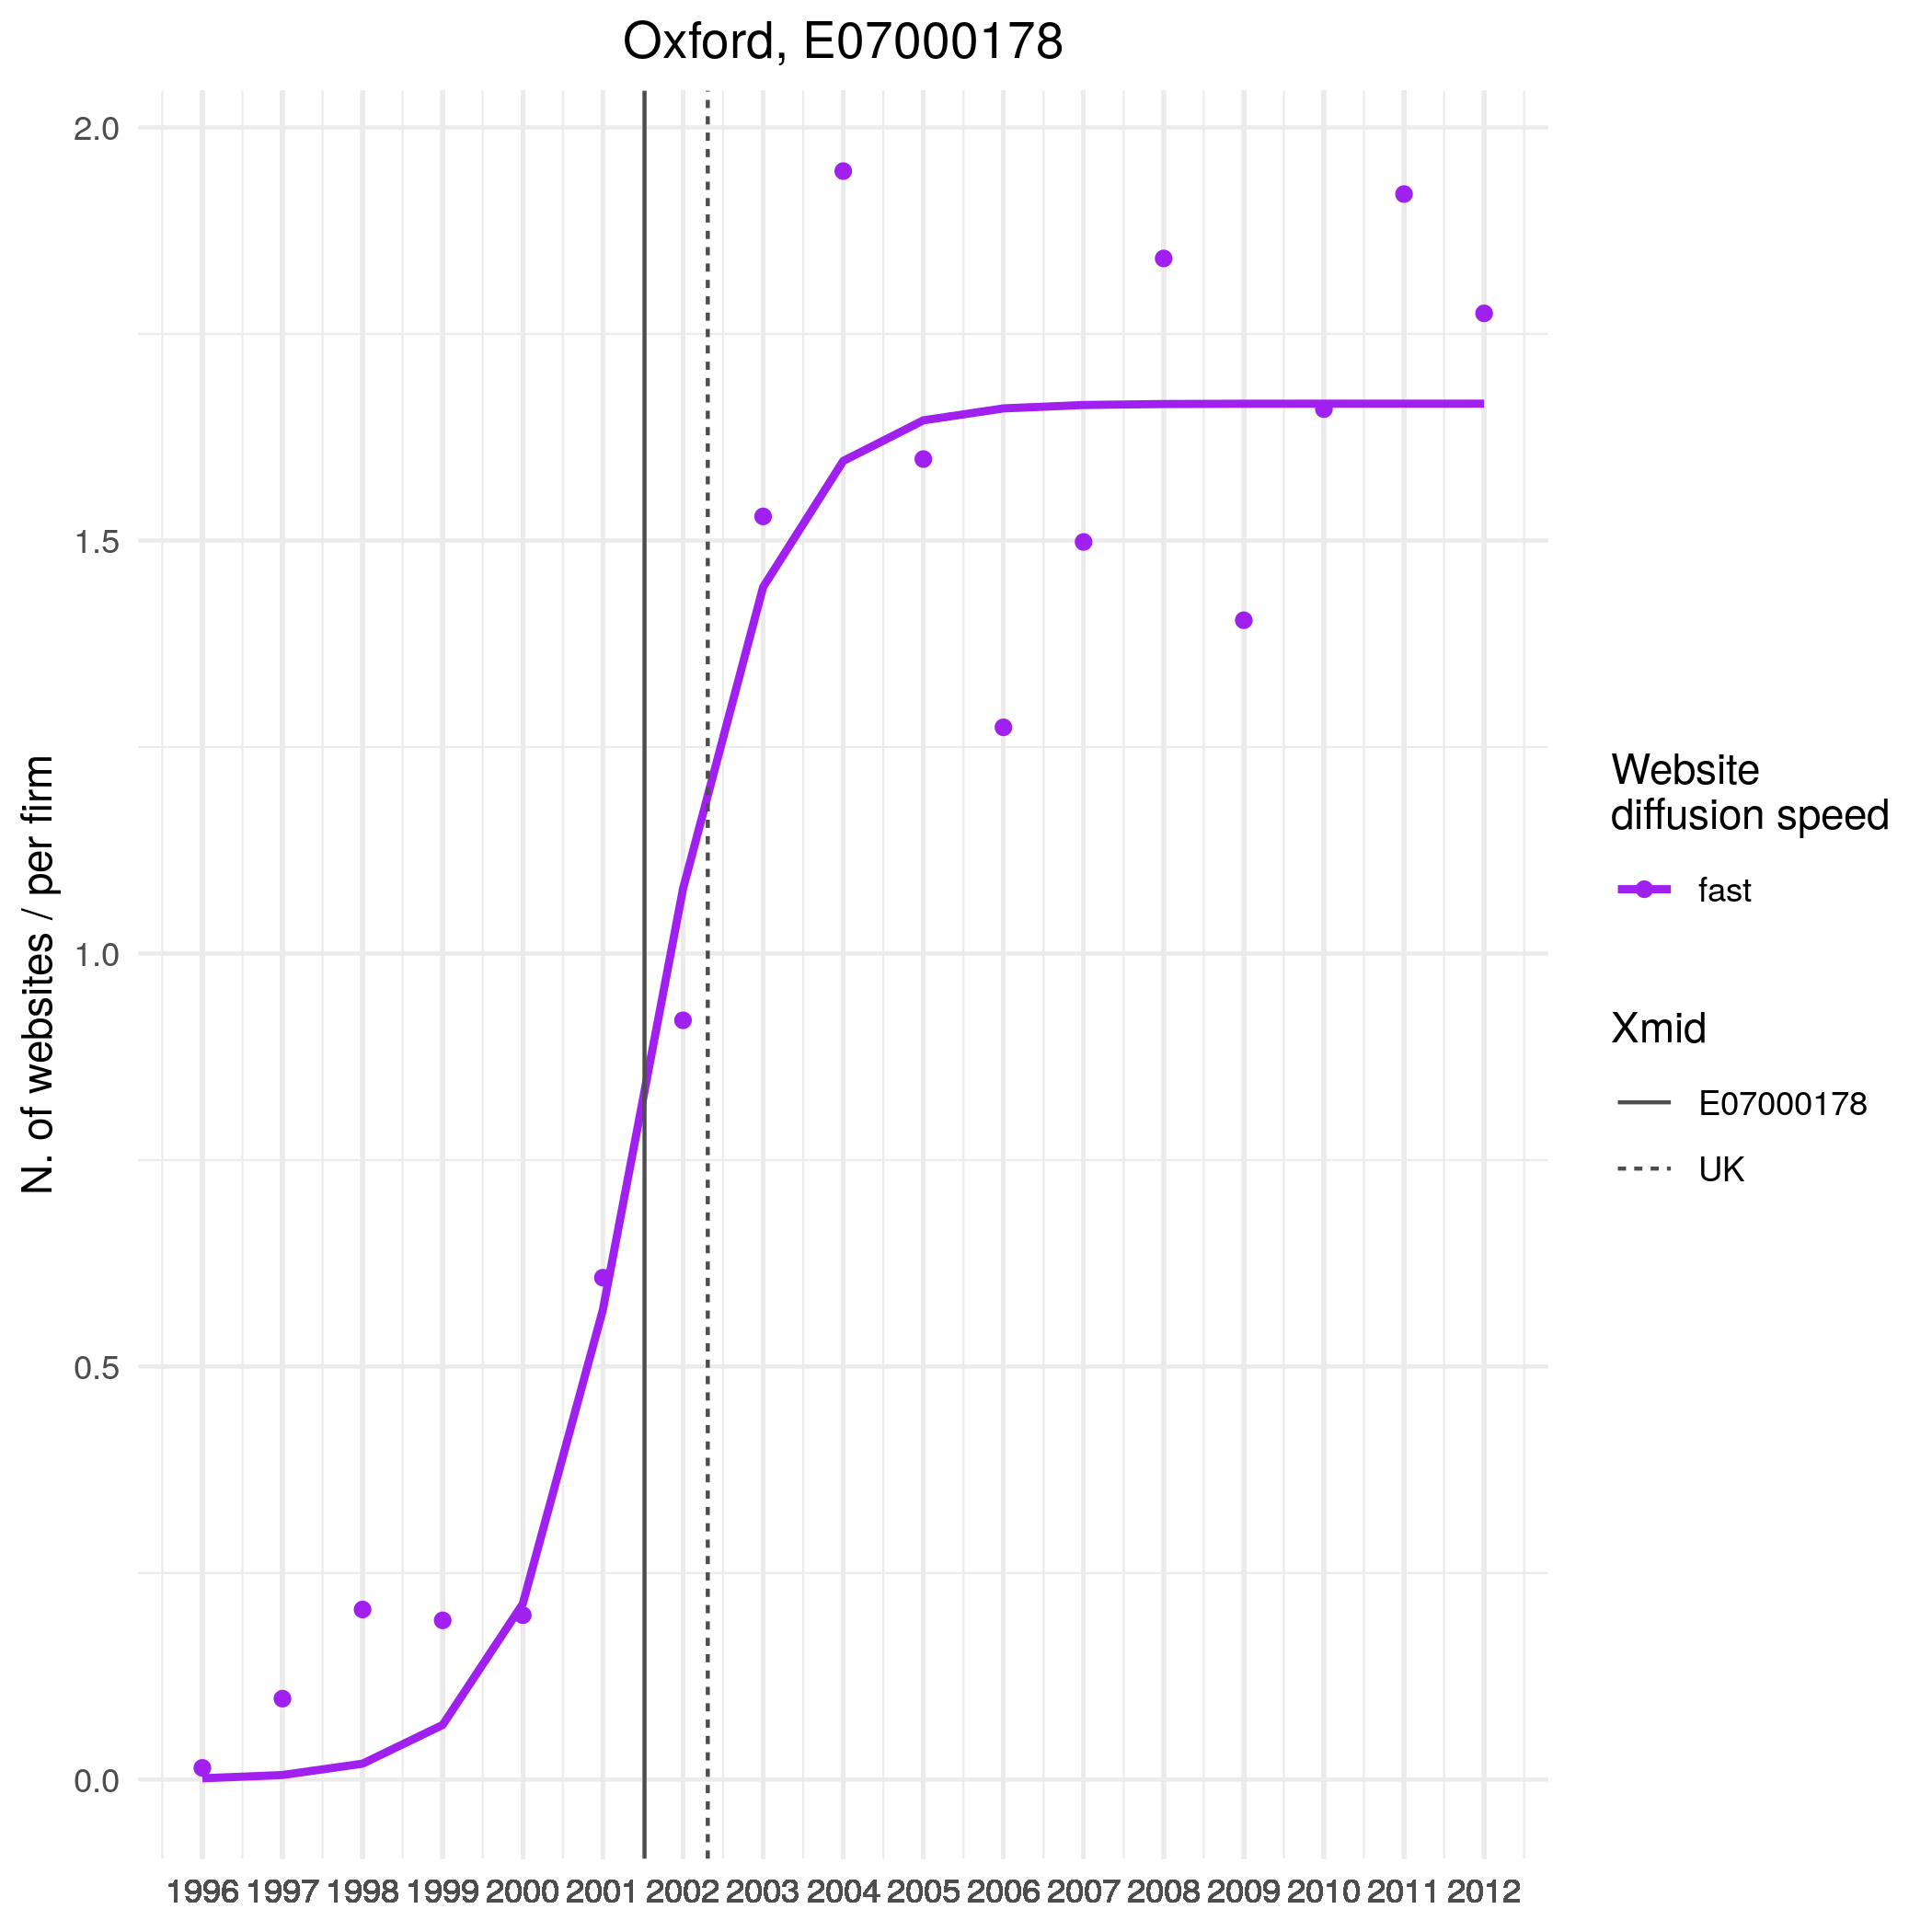 Oxford, E07000178
N. of websites / per firm
2.0
1.5
1.0
0.5
0.0
1996 1997 1998 1999 2000 2001 2002 2003 2004 2005 2006 2007 2008 2009 2010 2011 2012
Website
diffusion speed
fast
Xmid
E07000178
UK